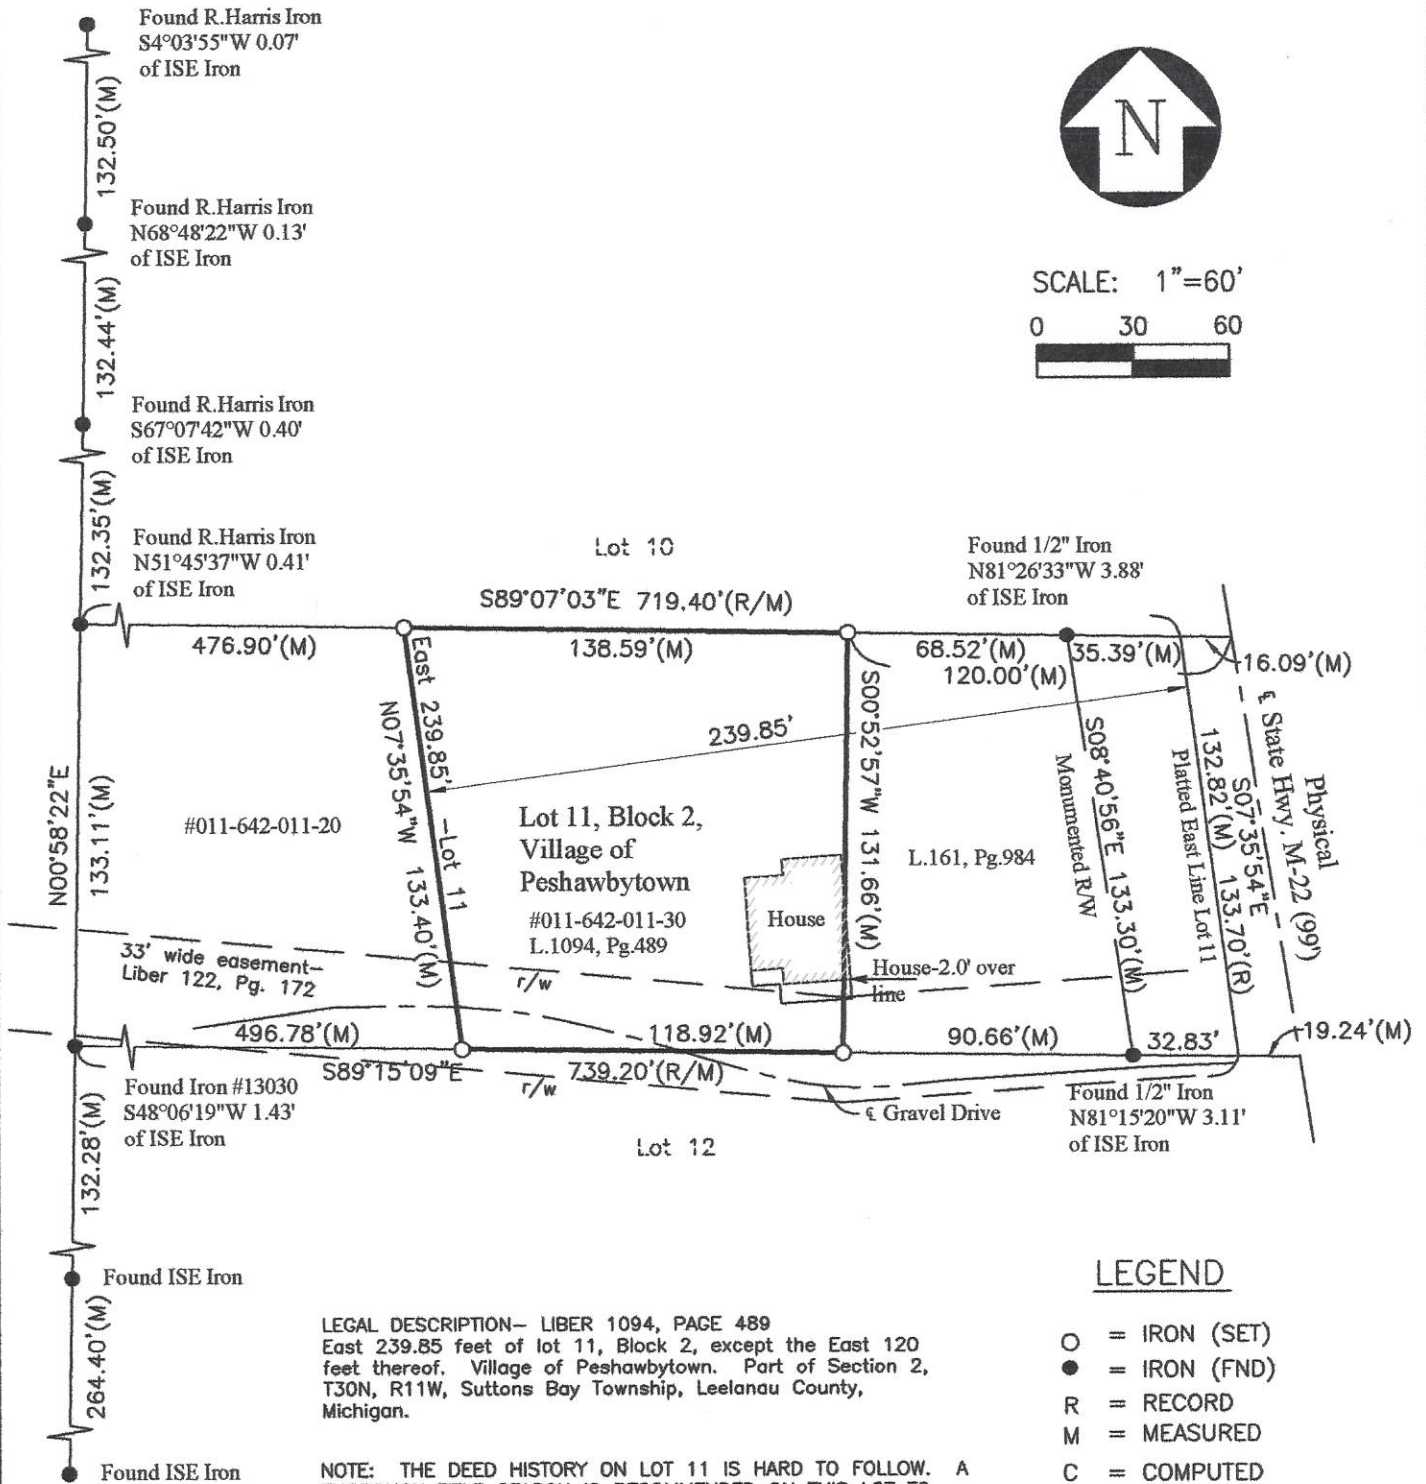 Found R.Harris Iron
S4°03'55"W 0.07'
of ISE Iron
132.50'(M)
Found R.Harris Iron
N68°48'22"W 0.13'
of ISE Iron
132.44'(M)
Found R.Harris Iron
S67°07'42"W 0.40'
of ISE Iron
132.35'(M)
Found R.Harris Iron
N51°45'37"W 0.41'
of ISE Iron
N
SCALE: 1"=60'
0 30 60
Lot 10
S89°07'03"E 719.40'(R/M)
Found 1/2" Iron
N81°26'33"W 3.88'
of ISE Iron
476.90'(M)
138.59'(M)
68.52'(M)
35.39'(M)
16.09'(M)
120.00'(M)
East 239.85' -Lot 11
N07°35'54"W 133.40'(M)
239.85'
S00°52'57"W 131.66'(M)
S08°40'56"E 133.30'(M)
Monumented R/W
Platted East Line Lot 11
132.82'(M) 133.70'(R)
S07°35'54"E
℄ State Hwy. M-22 (99')
Physical
N00°58'22"E
133.11'(M)
#011-642-011-20
Lot 11, Block 2,
Village of
Peshawbytown
#011-642-011-30
L.1094, Pg.489
House
L.161, Pg.984
33' wide easement-
Liber 122, Pg. 172
r/w
House-2.0' over
line
496.78'(M)
118.92'(M)
90.66'(M)
32.83'
19.24'(M)
S89°15'09"E
739.20'(R/M)
r/w
℄ Gravel Drive
Found Iron #13030
S48°06'19"W 1.43'
of ISE Iron
Found 1/2" Iron
N81°15'20"W 3.11'
of ISE Iron
132.28'(M)
Lot 12
Found ISE Iron
264.40'(M)
Found ISE Iron
LEGAL DESCRIPTION- LIBER 1094, PAGE 489
East 239.85 feet of lot 11, Block 2, except the East 120
feet thereof. Village of Peshawbytown. Part of Section 2,
T30N, R11W, Suttons Bay Township, Leelanau County,
Michigan.
NOTE: THE DEED HISTORY ON LOT 11 IS HARD TO FOLLOW. A
LEGEND
= IRON (SET)
= IRON (FND)
R = RECORD
M = MEASURED
C = COMPUTED